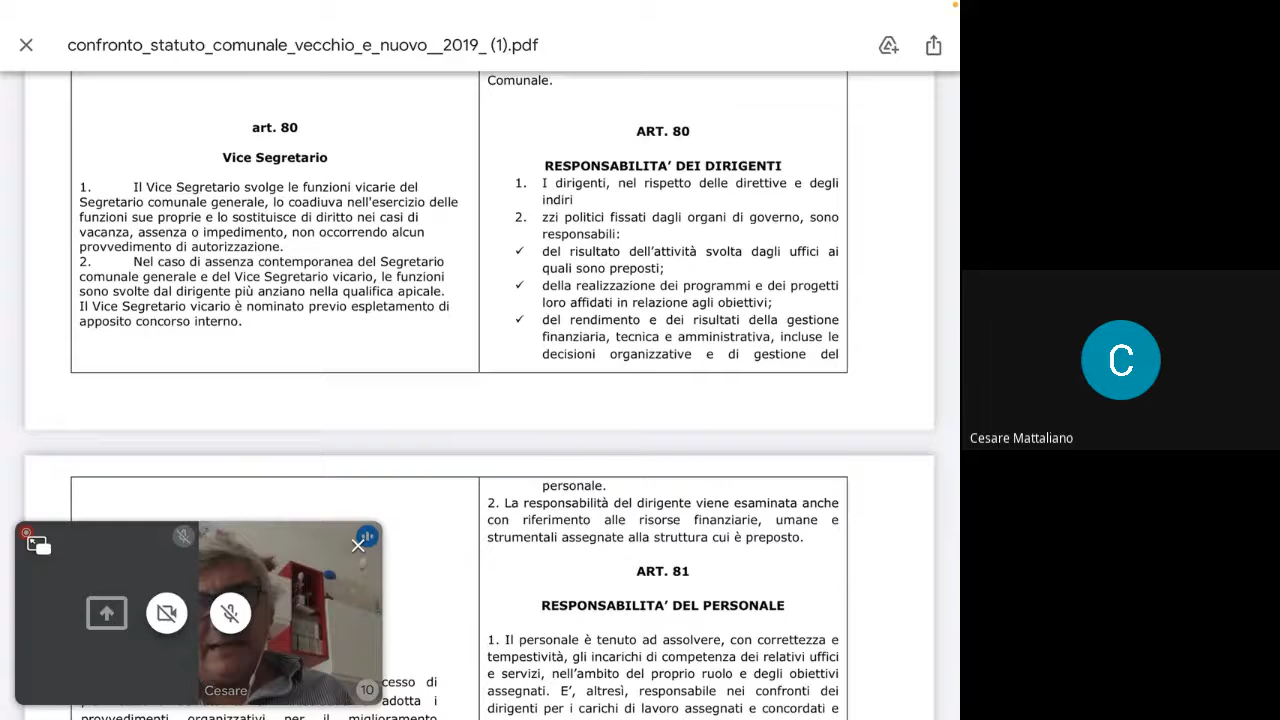 confronto_statuto_comunale_vecchio_e_nuovo__2019_ (1).pdf
art. 80
Vice Segretario
1. Il Vice Segretario svolge le funzioni vicarie del
Segretario comunale generale, lo coadiuva nell'esercizio delle
funzioni sue proprie e lo sostituisce di diritto nei casi di
vacanza, assenza o impedimento, non occorrendo alcun
provvedimento di autorizzazione.
2. Nel caso di assenza contemporanea del Segretario
comunale generale e del Vice Segretario vicario, le funzioni
sono svolte dal dirigente più anziano nella qualifica apicale.
Il Vice Segretario vicario è nominato previo espletamento di
apposito concorso interno.
Comunale.
ART. 80
RESPONSABILITA’ DEI DIRIGENTI
1. I dirigenti, nel rispetto delle direttive e degli
indiri
2. zzi politici fissati dagli organi di governo, sono
responsabili:
✓ del risultato dell’attività svolta dagli uffici ai
quali sono preposti;
✓ della realizzazione dei programmi e dei progetti
loro affidati in relazione agli obiettivi;
✓ del rendimento e dei risultati della gestione
finanziaria, tecnica e amministrativa, incluse le
decisioni organizzative e di gestione del
personale.
2. La responsabilità del dirigente viene esaminata anche
con riferimento alle risorse finanziarie, umane e
strumentali assegnate alla struttura cui è preposto.
ART. 81
RESPONSABILITA’ DEL PERSONALE
1. Il personale è tenuto ad assolvere, con correttezza e
tempestività, gli incarichi di competenza dei relativi uffici
e servizi, nell’ambito del proprio ruolo e degli obiettivi
assegnati. E’, altresì, responsabile nei confronti dei
dirigenti per i carichi di lavoro assegnati e concordati e
cesso di
adotta i
provvedimenti organizzativi per il miglioramento
Cesare
10
C
Cesare Mattaliano